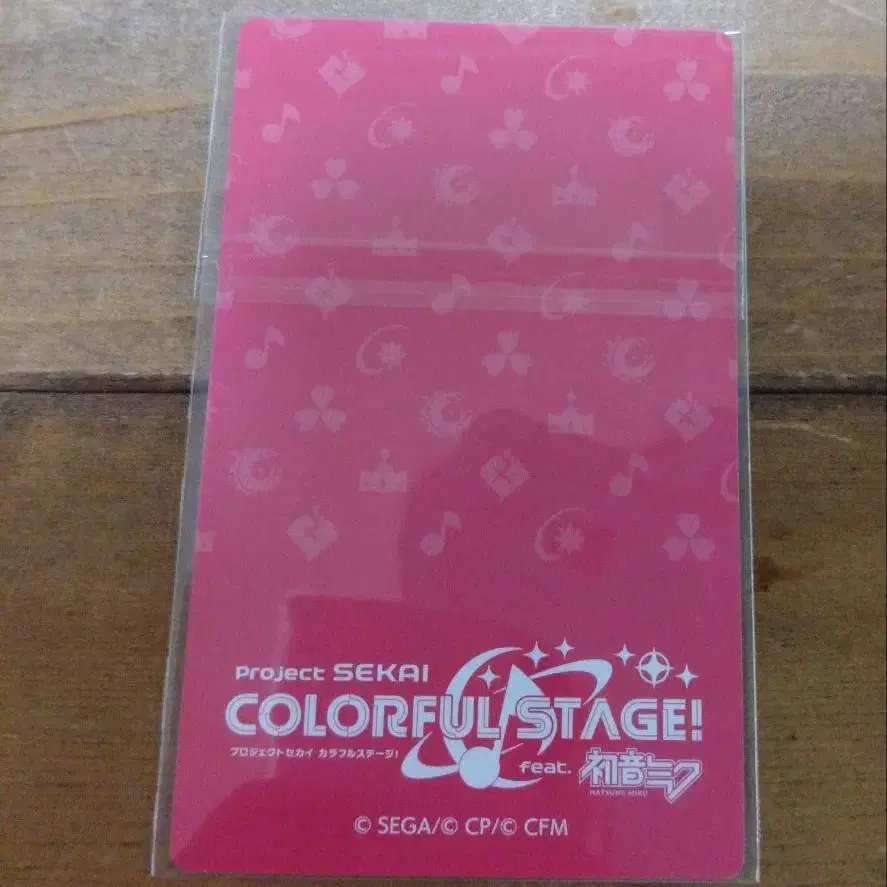 Project SEKAI
COLORFUL STAGE!
プロジェクトセカイ カラフルステージ!
feat. 初音ミク
HATSUNE MIKU
© SEGA/© CP/© CFM